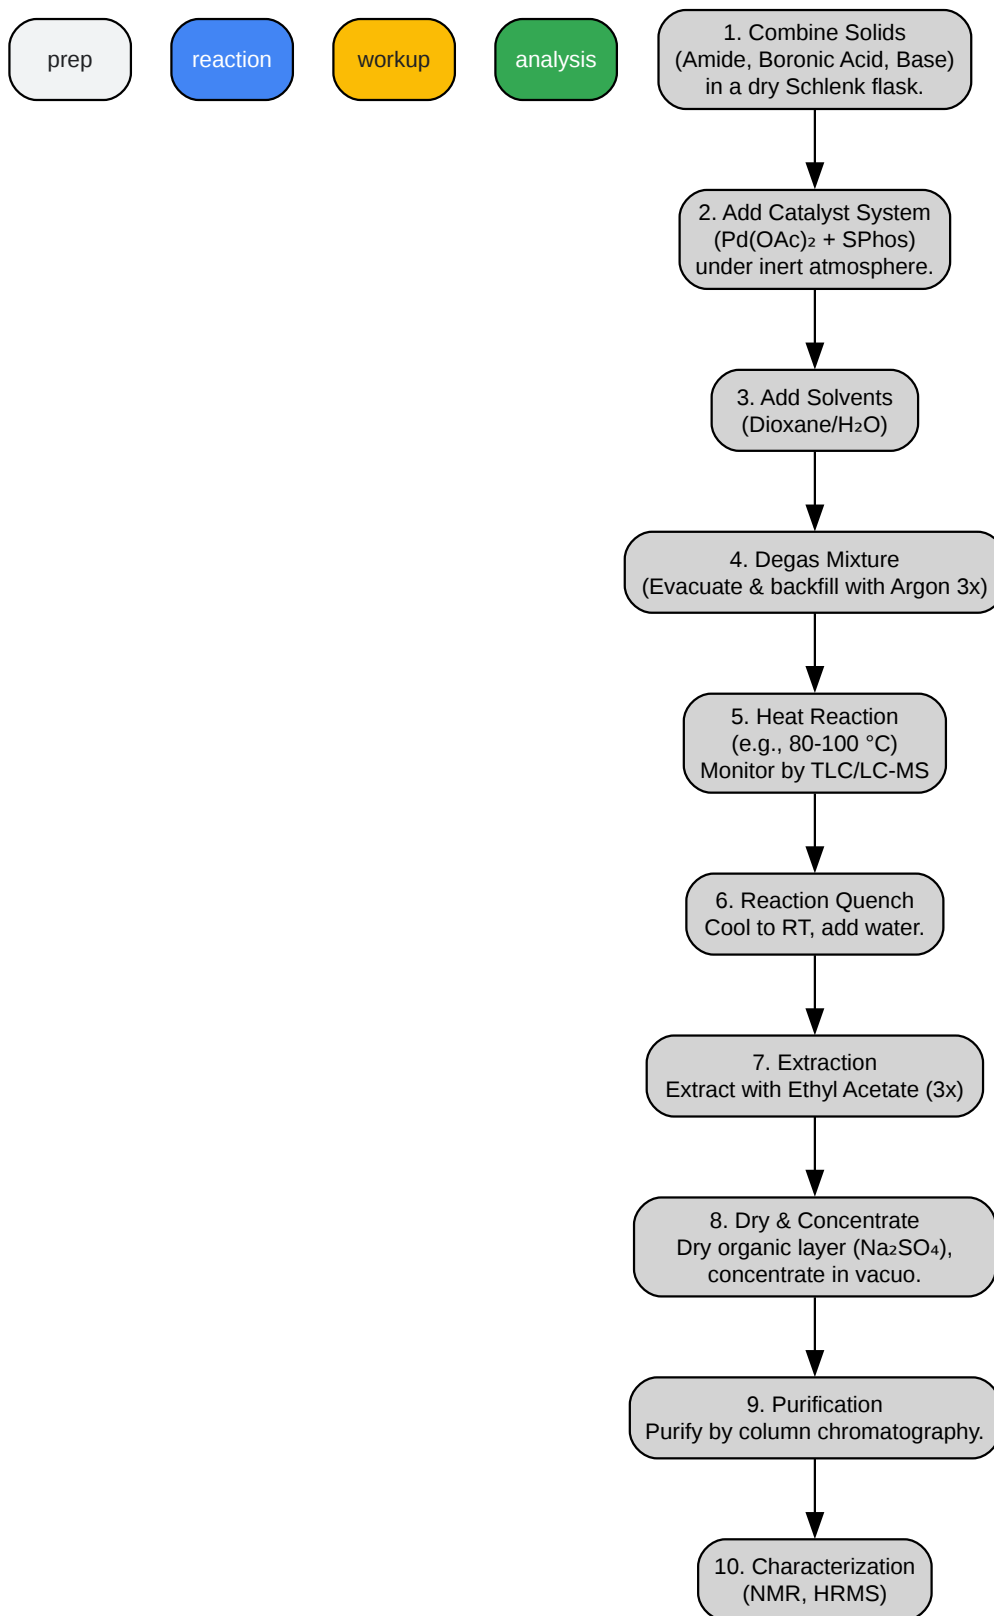 prep
reaction
workup
analysis
1. Combine Solids
(Amide, Boronic Acid, Base)
in a dry Schlenk flask.
2. Add Catalyst System
(Pd(OAc)₂ + SPhos)
under inert atmosphere.
3. Add Solvents
(Dioxane/H₂O)
4. Degas Mixture
(Evacuate & backfill with Argon 3x)
5. Heat Reaction
(e.g., 80-100 °C)
Monitor by TLC/LC-MS
6. Reaction Quench
Cool to RT, add water.
7. Extraction
Extract with Ethyl Acetate (3x)
8. Dry & Concentrate
Dry organic layer (Na₂SO₄),
concentrate in vacuo.
9. Purification
Purify by column chromatography.
10. Characterization
(NMR, HRMS)